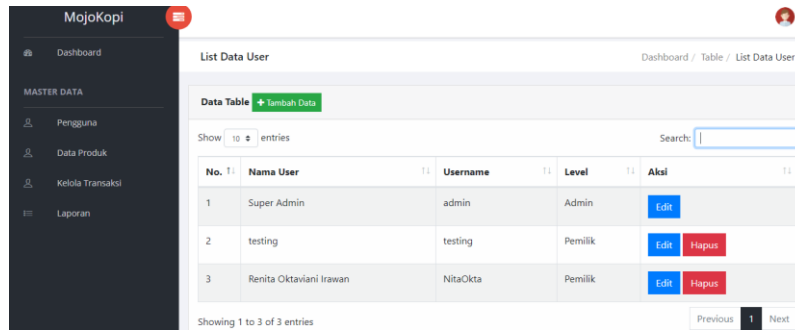 MojoKopi
Dashboard
MASTER DATA
Pengguna
Data Produk
Kelola Transaksi
Laporan
List Data User
Dashboard / Table / List Data User
Data Table + Tambah Data
Show 10 entries
Search:
No. Nama User Username Level Aksi
1 Super Admin admin Admin Edit
2 testing testing Pemilik Edit Hapus
3 Renita Oktaviani Irawan NitaOkta Pemilik Edit Hapus
Showing 1 to 3 of 3 entries
Previous 1 Next